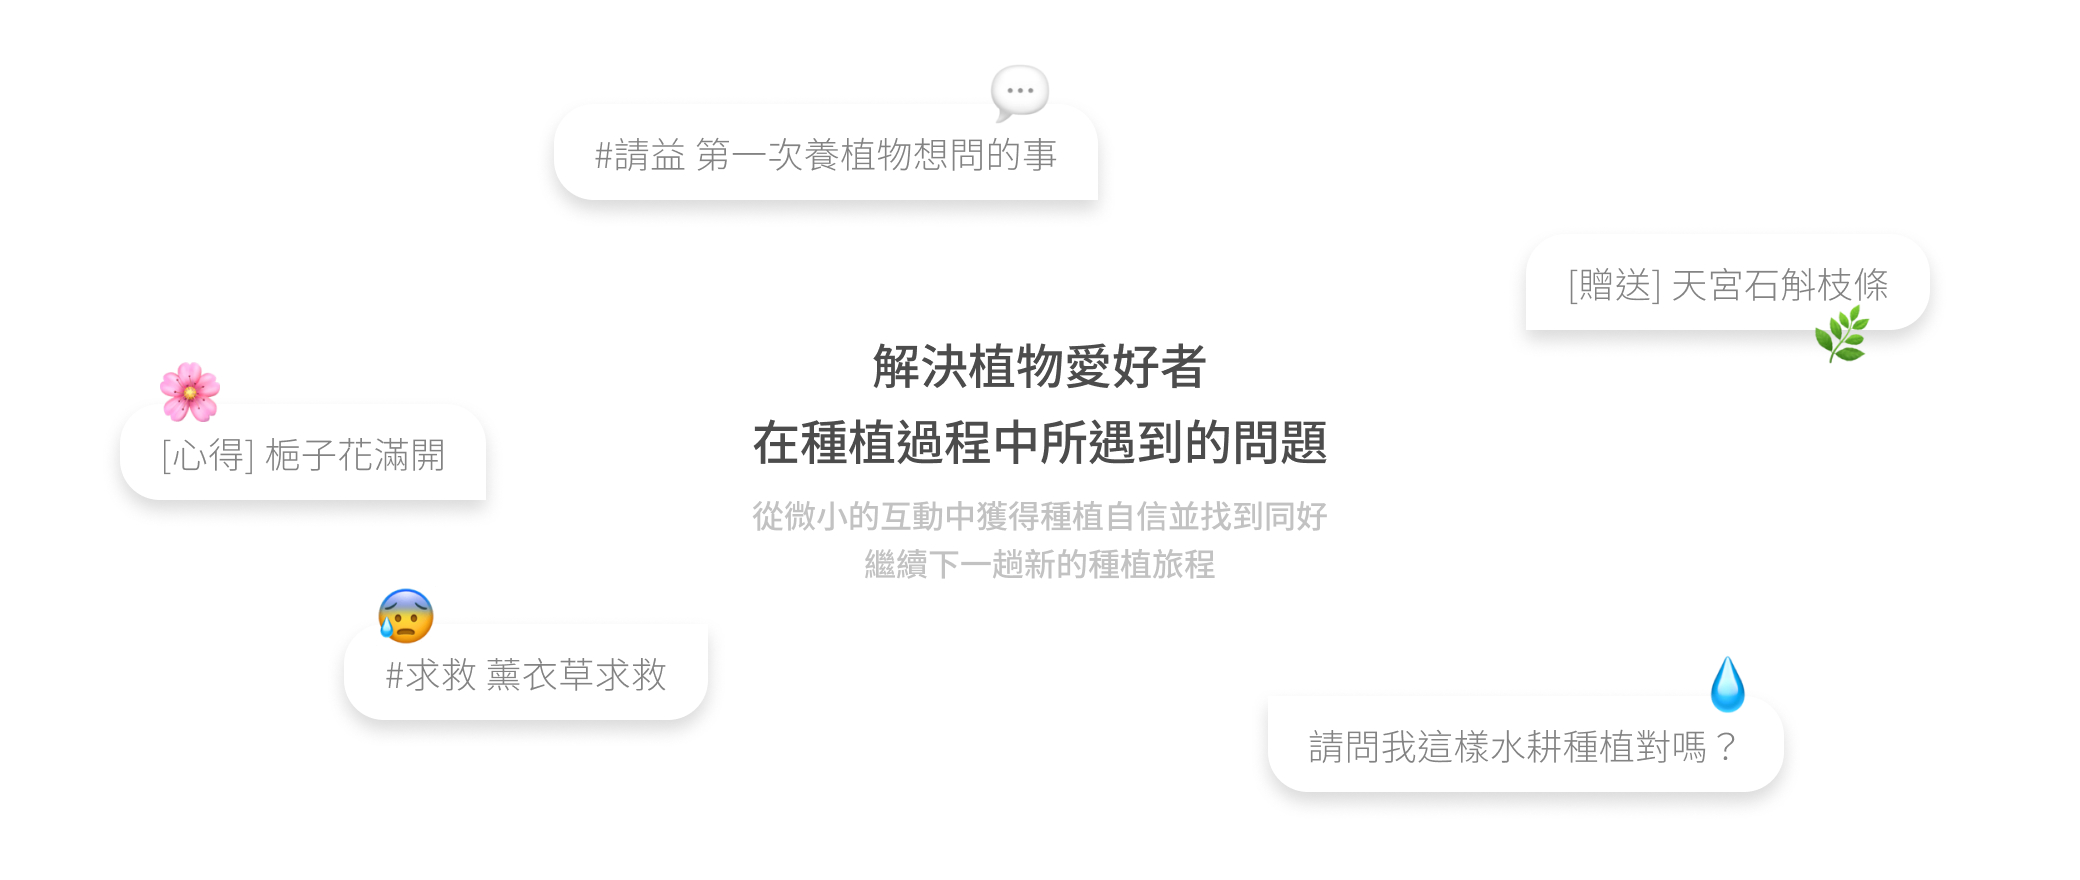 #請益 第一次養植物想問的事
[贈送] 天宮石斛枝條
解決植物愛好者
在種植過程中所遇到的問題
[心得] 梔子花滿開
從微小的互動中獲得種植自信並找到同好
繼續下一趟新的種植旅程
#求救 薰衣草求救
請問我這樣水耕種植對嗎？